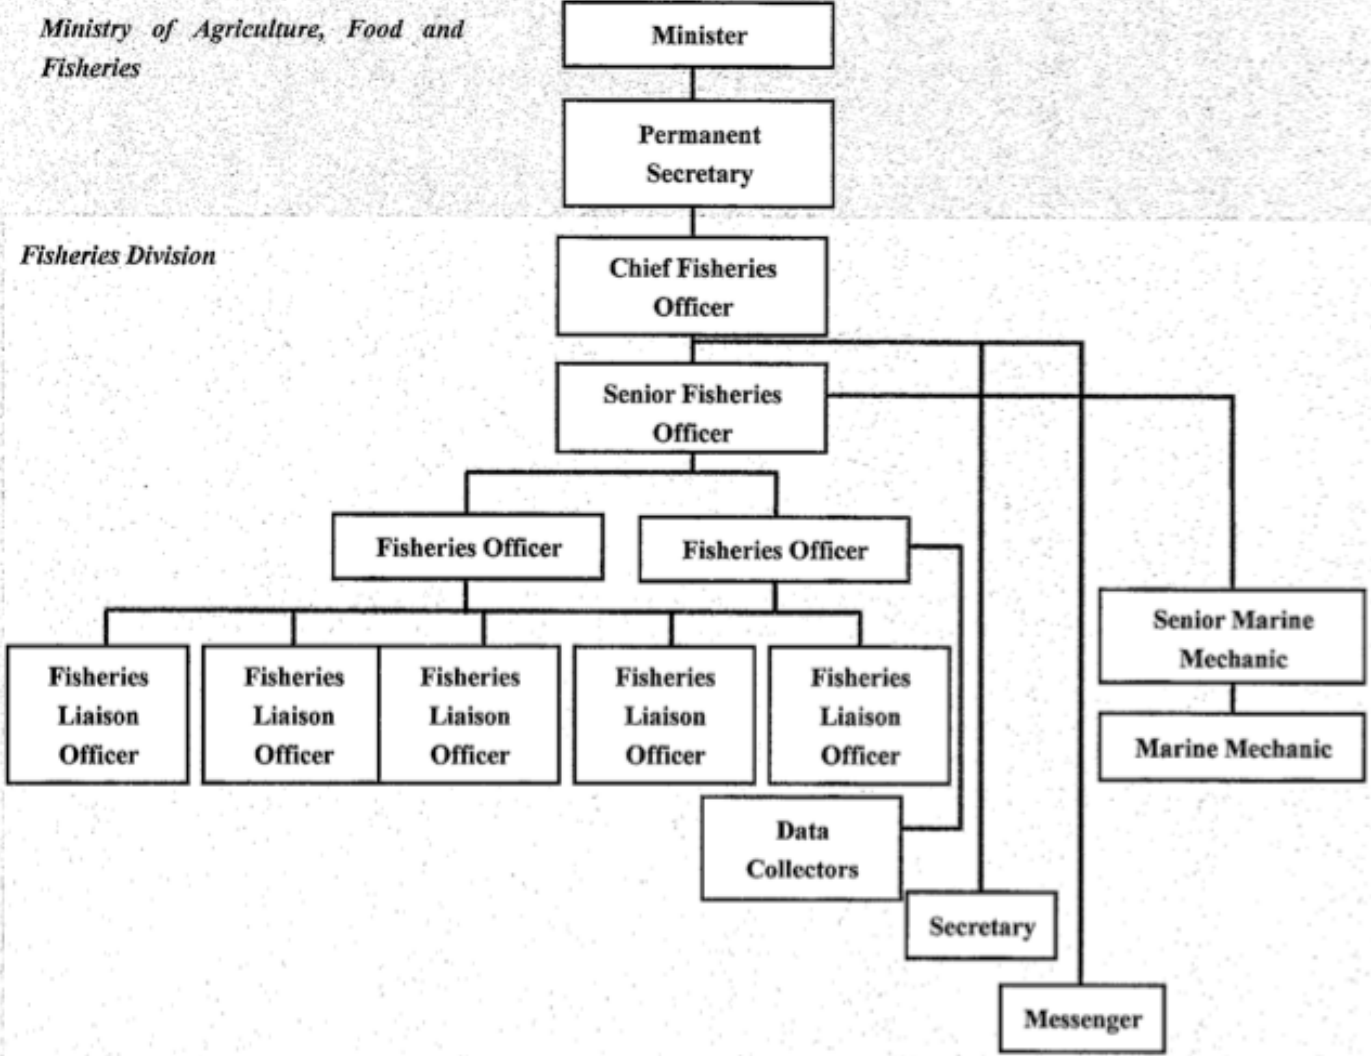 Ministry of Agriculture, Food and
Fisheries
Minister
Permanent
Secretary
Fisheries Division
Chief Fisheries
Officer
Senior Fisheries
Officer
Fisheries Officer
Fisheries Officer
Senior Marine
Mechanic
Marine Mechanic
Fisheries
Liaison
Officer
Fisheries
Liaison
Officer
Fisheries
Liaison
Officer
Fisheries
Liaison
Officer
Fisheries
Liaison
Officer
Data
Collectors
Secretary
Messenger